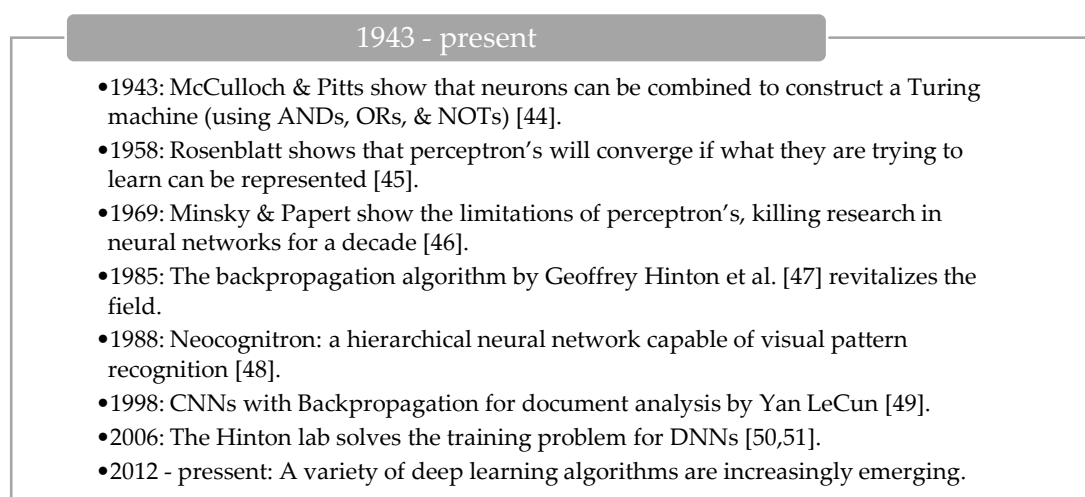 1943 - present
•1943: McCulloch & Pitts show that neurons can be combined to construct a Turing
machine (using ANDs, ORs, & NOTs) [44].
•1958: Rosenblatt shows that perceptron’s will converge if what they are trying to
learn can be represented [45].
•1969: Minsky & Papert show the limitations of perceptron’s, killing research in
neural networks for a decade [46].
•1985: The backpropagation algorithm by Geoffrey Hinton et al. [47] revitalizes the
field.
•1988: Neocognitron: a hierarchical neural network capable of visual pattern
recognition [48].
•1998: CNNs with Backpropagation for document analysis by Yan LeCun [49].
•2006: The Hinton lab solves the training problem for DNNs [50,51].
•2012 - pressent: A variety of deep learning algorithms are increasingly emerging.